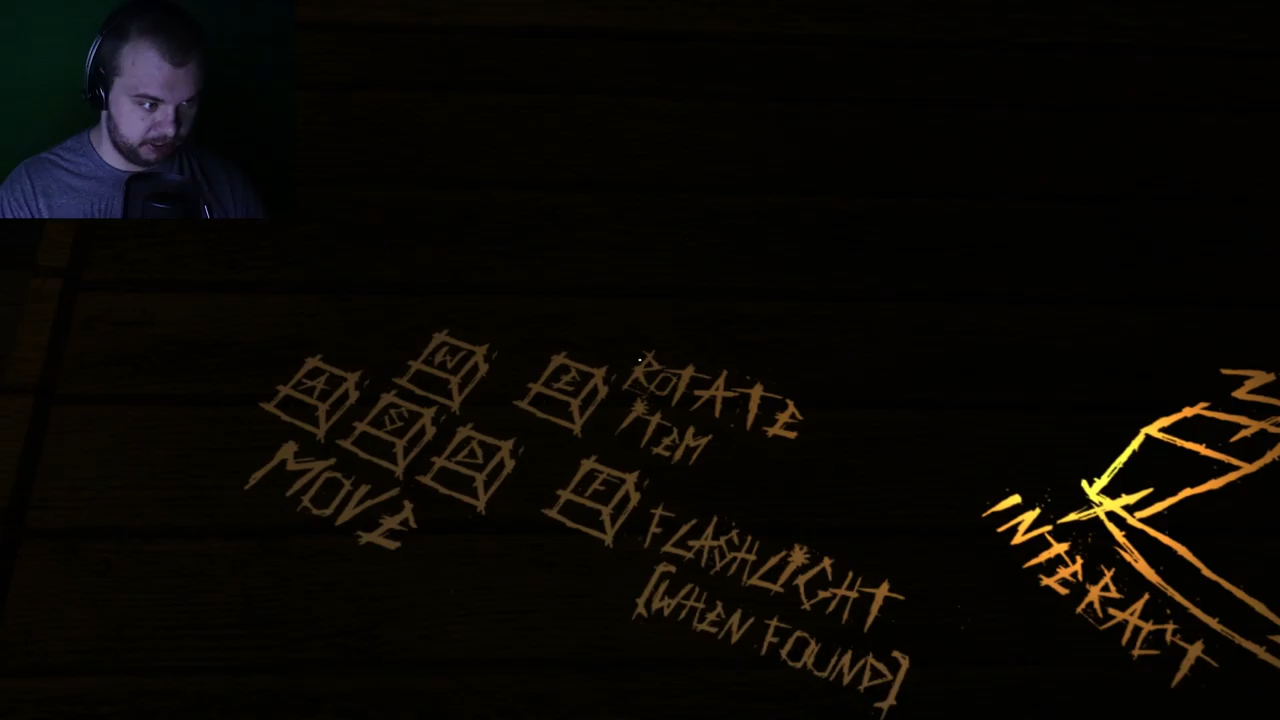 W
A
S
D
MOVE
E
ROTATE
ITEM
F
FLASHLIGHT
[WHEN FOUND]
INTERACT